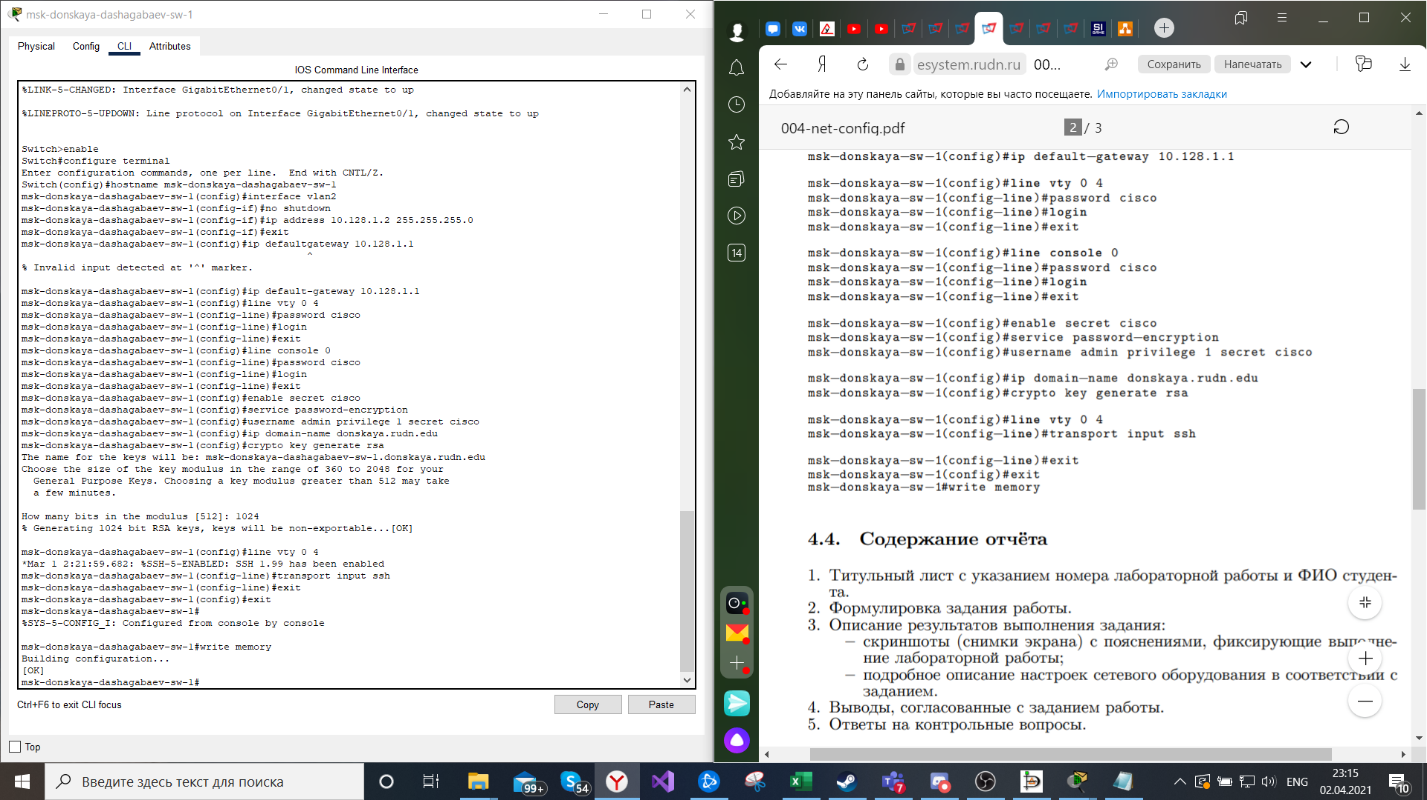 msk-donskaya-dashagabaev-sw-1
Physical Config CLI Attributes
IOS Command Line Interface
%LINK-5-CHANGED: Interface GigabitEthernet0/1, changed state to up
%LINEPROTO-5-UPDOWN: Line protocol on Interface GigabitEthernet0/1, changed state to up
Switch>enable
Switch#configure terminal
Enter configuration commands, one per line.  End with CNTL/Z.
Switch(config)#hostname msk-donskaya-dashagabaev-sw-1
msk-donskaya-dashagabaev-sw-1(config)#interface vlan2
msk-donskaya-dashagabaev-sw-1(config-if)#no shutdown
msk-donskaya-dashagabaev-sw-1(config-if)#ip address 10.128.1.2 255.255.255.0
msk-donskaya-dashagabaev-sw-1(config-if)#exit
msk-donskaya-dashagabaev-sw-1(config)#ip defaultgateway 10.128.1.1
^
% Invalid input detected at '^' marker.
msk-donskaya-dashagabaev-sw-1(config)#ip default-gateway 10.128.1.1
msk-donskaya-dashagabaev-sw-1(config)#line vty 0 4
msk-donskaya-dashagabaev-sw-1(config-line)#password cisco
msk-donskaya-dashagabaev-sw-1(config-line)#login
msk-donskaya-dashagabaev-sw-1(config-line)#exit
msk-donskaya-dashagabaev-sw-1(config)#line console 0
msk-donskaya-dashagabaev-sw-1(config-line)#password cisco
msk-donskaya-dashagabaev-sw-1(config-line)#login
msk-donskaya-dashagabaev-sw-1(config-line)#exit
msk-donskaya-dashagabaev-sw-1(config)#enable secret cisco
msk-donskaya-dashagabaev-sw-1(config)#service password-encryption
msk-donskaya-dashagabaev-sw-1(config)#username admin privilege 1 secret cisco
msk-donskaya-dashagabaev-sw-1(config)#ip domain-name donskaya.rudn.edu
msk-donskaya-dashagabaev-sw-1(config)#crypto key generate rsa
The name for the keys will be: msk-donskaya-dashagabaev-sw-1.donskaya.rudn.edu
Choose the size of the key modulus in the range of 360 to 2048 for your
General Purpose Keys. Choosing a key modulus greater than 512 may take
a few minutes.
How many bits in the modulus [512]: 1024
% Generating 1024 bit RSA keys, keys will be non-exportable...[OK]
msk-donskaya-dashagabaev-sw-1(config)#line vty 0 4
*Mar 1 2:21:59.682: %SSH-5-ENABLED: SSH 1.99 has been enabled
msk-donskaya-dashagabaev-sw-1(config-line)#transport input ssh
msk-donskaya-dashagabaev-sw-1(config-line)#exit
msk-donskaya-dashagabaev-sw-1(config)#exit
msk-donskaya-dashagabaev-sw-1#
%SYS-5-CONFIG_I: Configured from console by console
msk-donskaya-dashagabaev-sw-1#write memory
Building configuration...
[OK]
msk-donskaya-dashagabaev-sw-1#
Ctrl+F6 to exit CLI focus
Copy Paste
Top
SI
14
Я esystem.rudn.ru 00... Сохранить Напечатать
Добавляйте на эту панель сайты, которые вы часто посещаете. Импортировать закладки
004-net-config.pdf 2 / 3
msk-donskaya-sw-1(config)#ip default-gateway 10.128.1.1
msk-donskaya-sw-1(config)#line vty 0 4
msk-donskaya-sw-1(config-line)#password cisco
msk-donskaya-sw-1(config-line)#login
msk-donskaya-sw-1(config-line)#exit
msk-donskaya-sw-1(config)#line console 0
msk-donskaya-sw-1(config-line)#password cisco
msk-donskaya-sw-1(config-line)#login
msk-donskaya-sw-1(config-line)#exit
msk-donskaya-sw-1(config)#enable secret cisco
msk-donskaya-sw-1(config)#service password-encryption
msk-donskaya-sw-1(config)#username admin privilege 1 secret cisco
msk-donskaya-sw-1(config)#ip domain-name donskaya.rudn.edu
msk-donskaya-sw-1(config)#crypto key generate rsa
msk-donskaya-sw-1(config)#line vty 0 4
msk-donskaya-sw-1(config-line)#transport input ssh
msk-donskaya-sw-1(config-line)#exit
msk-donskaya-sw-1(config)#exit
msk-donskaya-sw-1#write memory
4.4. Содержание отчёта
1. Титульный лист с указанием номера лабораторной работы и ФИО студен-
та.
2. Формулировка задания работы.
3. Описание результатов выполнения задания:
– скриншоты (снимки экрана) с пояснениями, фиксирующие выполне-
ние лабораторной работы;
– подробное описание настроек сетевого оборудования в соответствии с
заданием.
4. Выводы, согласованные с заданием работы.
5. Ответы на контрольные вопросы.
Введите здесь текст для поиска
99+ 54 7 ENG 23:15
02.04.2021 10